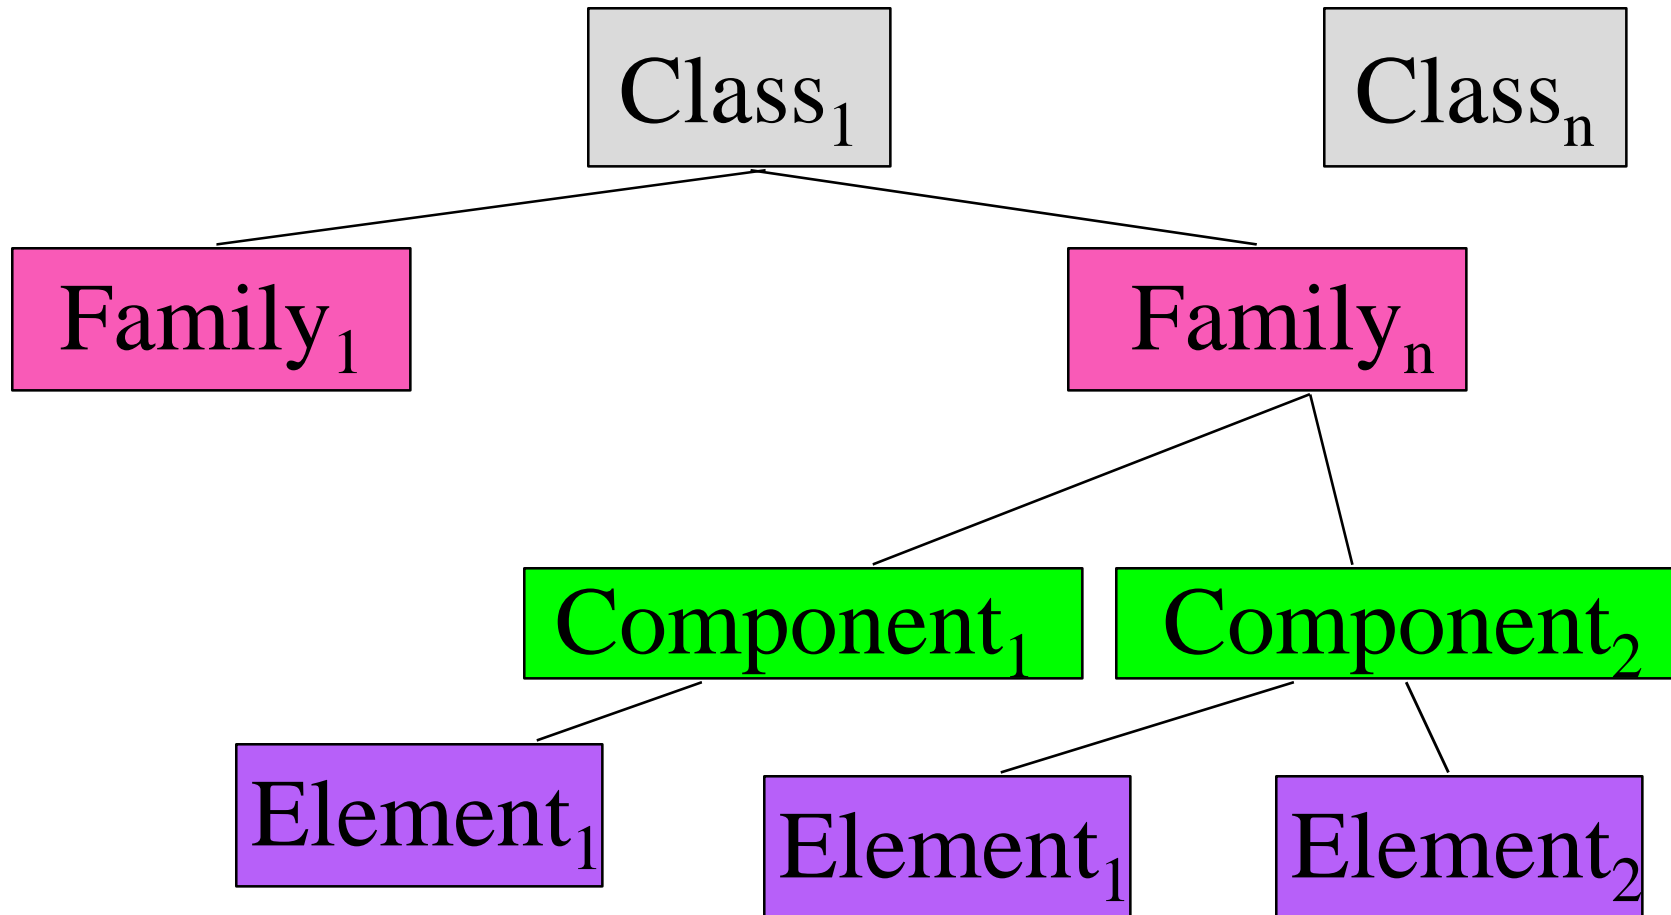 Class₁ Classₙ
Family₁ Familyₙ
Component₁ Component₂
Element₁ Element₁ Element₂